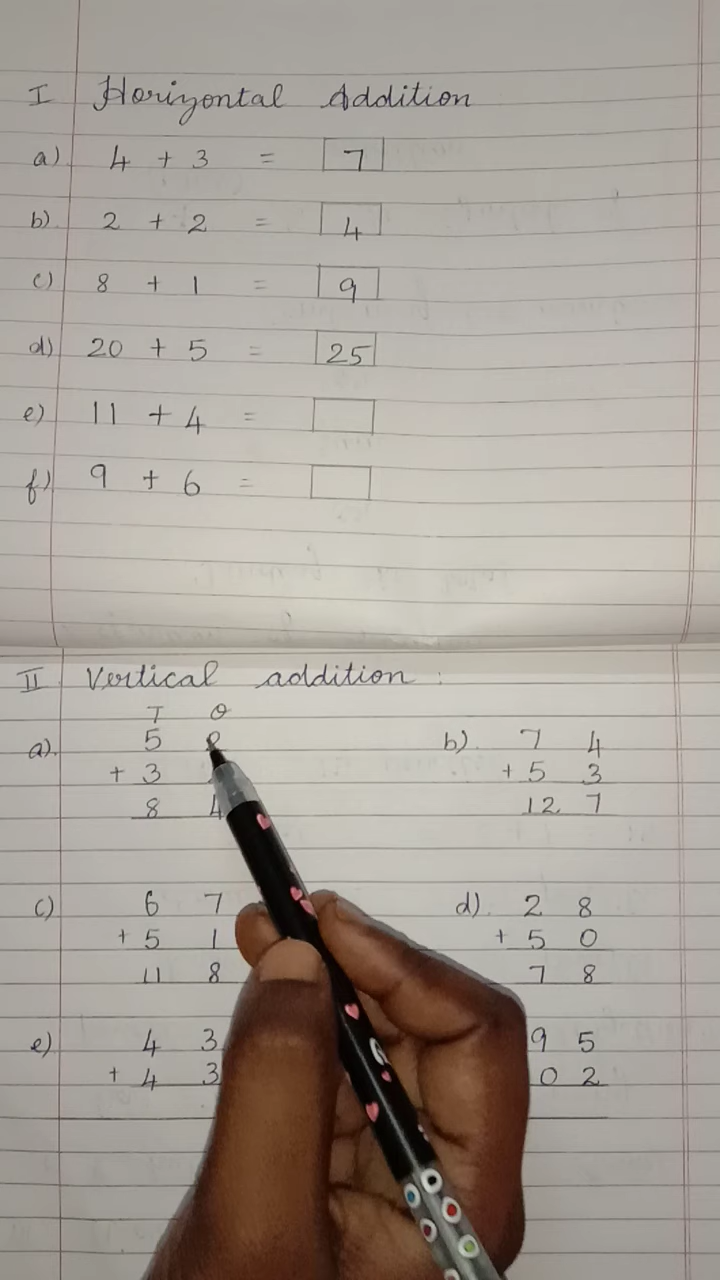 I Horizontal Addition
a) 4 + 3 = 7
b) 2 + 2 = 4
c) 8 + 1 = 9
d) 20 + 5 = 25
e) 11 + 4 =
f) 9 + 6 =
II Vertical addition :
T O
a). 5 b) 7 4
+ 3 + 5 3
8 4 12 7
c) 6 7 d). 2 8
+ 5 1 + 5 0
11 8 7 8
e) 4 3 9 5
+ 4 3 0 2